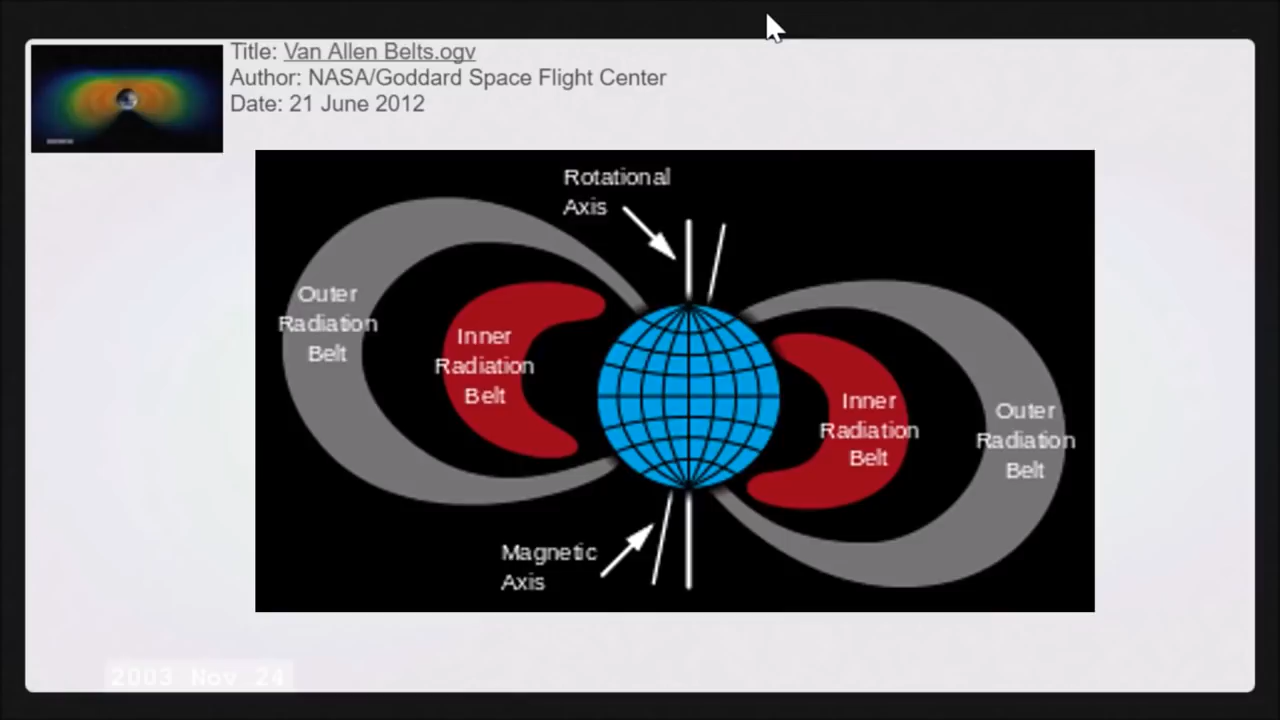 Title: Van Allen Belts.ogv
Author: NASA/Goddard Space Flight Center
Date: 21 June 2012
Rotational
Axis
Outer
Radiation
Belt
Inner
Radiation
Belt
Inner
Radiation
Belt
Outer
Radiation
Belt
Magnetic
Axis
2003 Nov 24